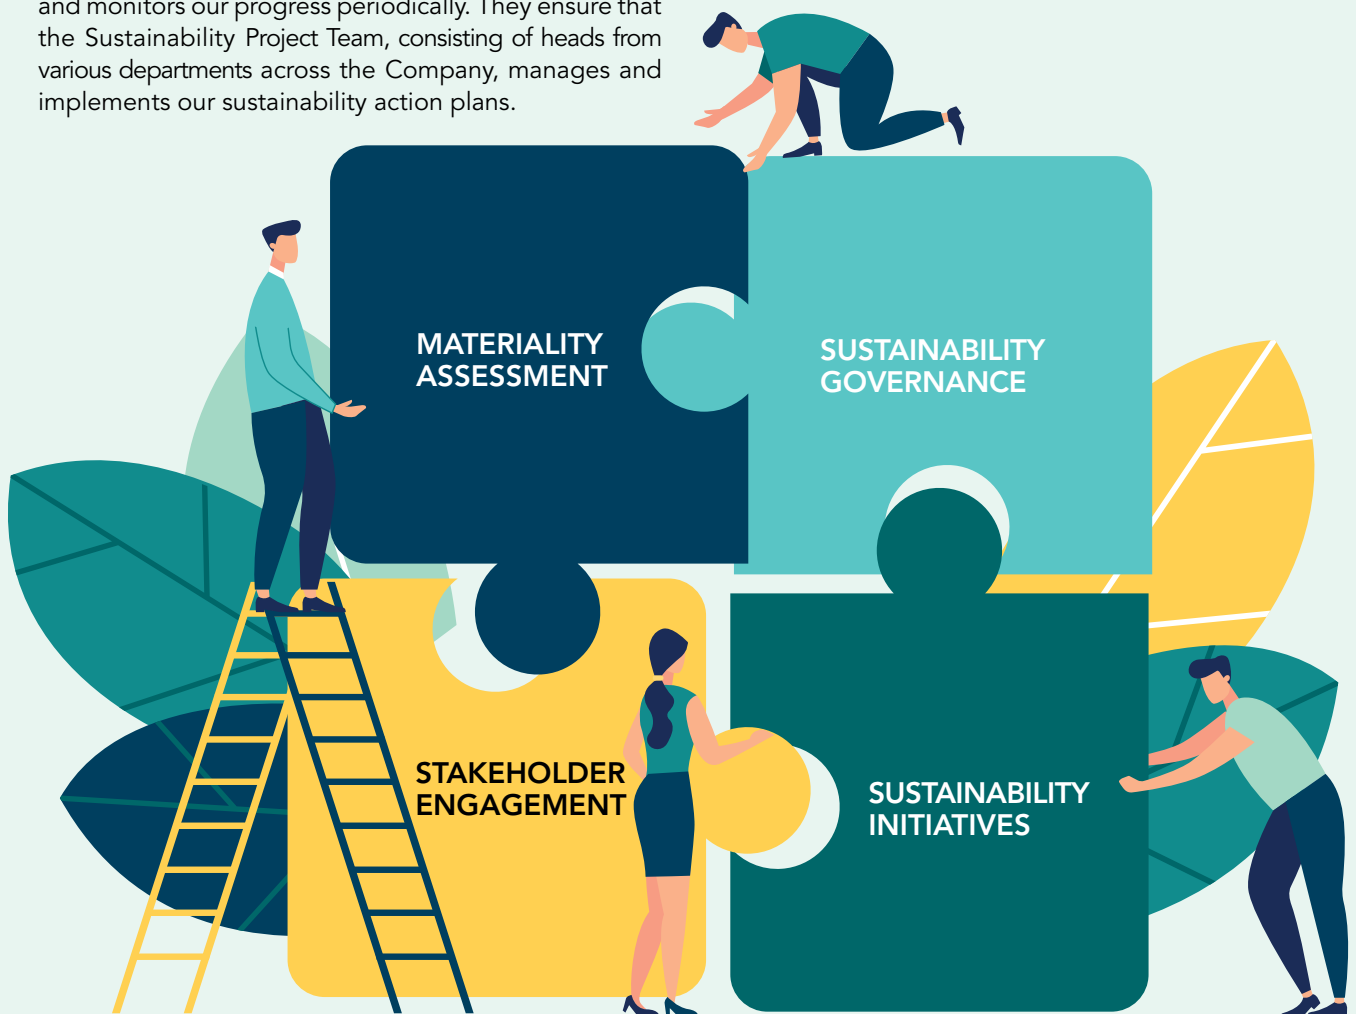 and monitors our progress periodically. They ensure that
the Sustainability Project Team, consisting of heads from
various departments across the Company, manages and
implements our sustainability action plans.
MATERIALITY
ASSESSMENT
SUSTAINABILITY
GOVERNANCE
STAKEHOLDER
ENGAGEMENT
SUSTAINABILITY
INITIATIVES